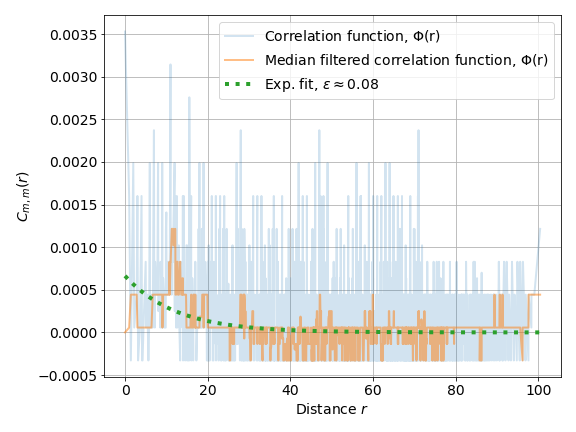 Correlation function, Φ(r)
Median filtered correlation function, Φ(r)
Exp. fit, ε ≈ 0.08
0.0035
0.0030
0.0025
0.0020
0.0015
0.0010
0.0005
0.0000
−0.0005
C_{m,m}(r)
0 20 40 60 80 100
Distance r